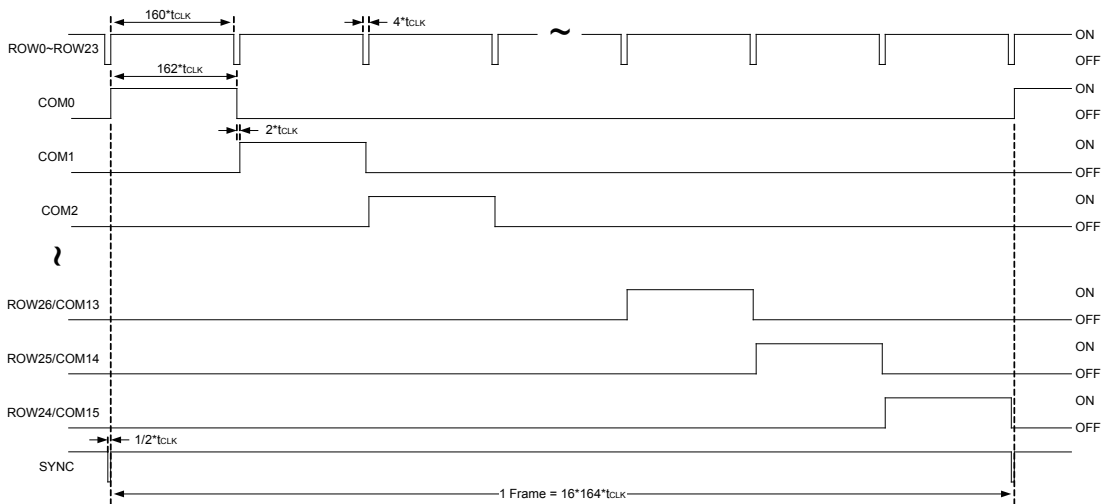 160*tCLK
4*tCLK
ROW0~ROW23
ON
OFF
~
162*tCLK
COM0
ON
OFF
2*tCLK
COM1
ON
OFF
COM2
ON
OFF
~
ROW26/COM13
ON
OFF
ROW25/COM14
ON
OFF
ROW24/COM15
ON
OFF
1/2*tCLK
SYNC
1 Frame = 16*164*tCLK